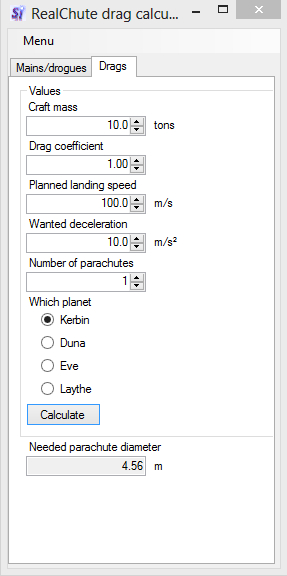 RealChute drag calcu...
Menu
Mains/drogues Drags
Values
Craft mass
10.0 tons
Drag coefficient
1.00
Planned landing speed
100.0 m/s
Wanted deceleration
10.0 m/s²
Number of parachutes
1
Which planet
Kerbin
Duna
Eve
Laythe
Calculate
Needed parachute diameter
4.56 m